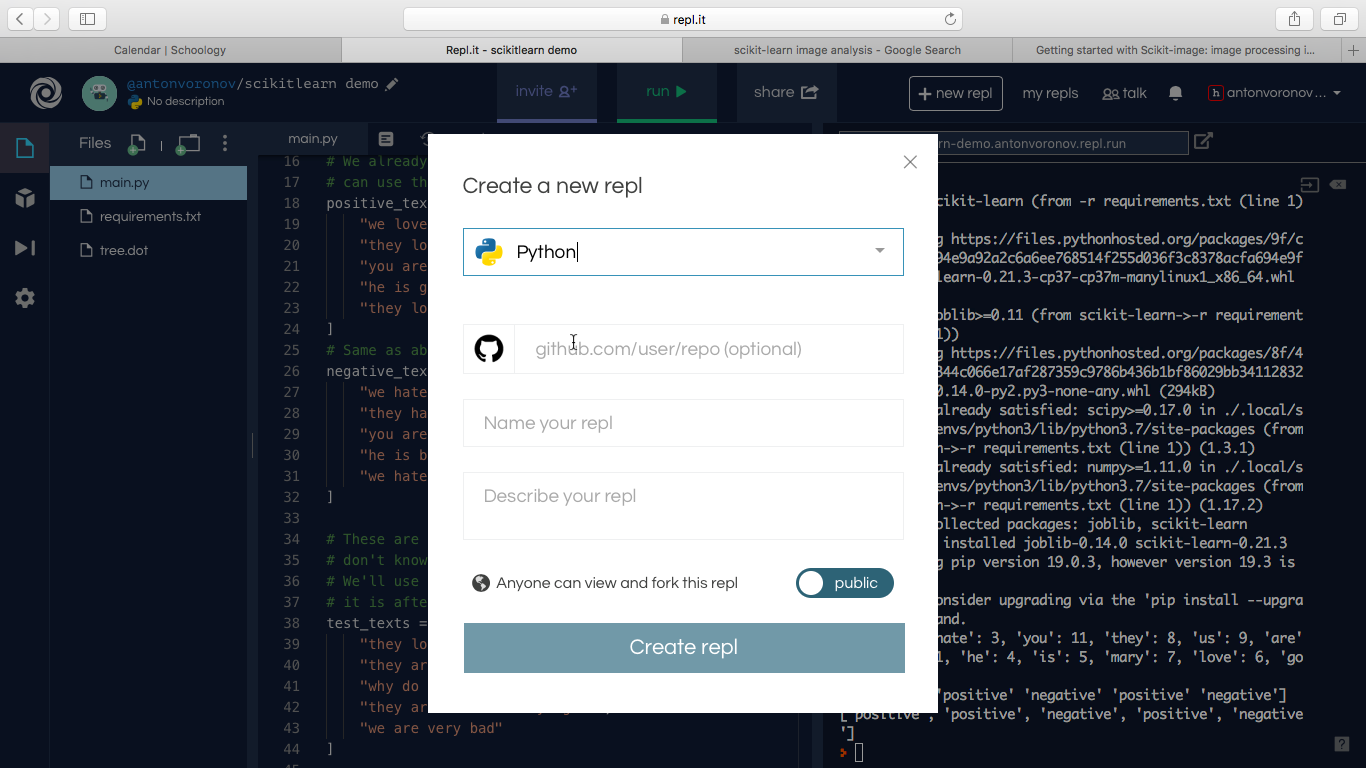 repl.it
Calendar | Schoology
Repl.it - scikitlearn demo
scikit-learn image analysis - Google Search
Getting started with Scikit-image: image processing i...
@antonvoronov/scikitlearn demo
No description
invite
run
share
+ new repl
my repls
talk
h
antonvoronov ...
Files
main.py
requirements.txt
tree.dot
main.py
16 # We already
17 # can use th
18 positive_tex
19 "we love
20 "they lo
21 "you are
22 "he is g
23 "they lo
24 ]
25 # Same as ab
26 negative_tex
27 "we hate
28 "they ha
29 "you are
30 "he is b
31 "we hate
32 ]
33
34 # These are
35 # don't know
36 # We'll use
37 # it is afte
38 test_texts =
39 "they lo
40 "they ar
41 "why do
42 "they ar
43 "we are very bad"
44 ]
Create a new repl
Python
github.com/user/repo (optional)
Name your repl
Describe your repl
Anyone can view and fork this repl
public
Create repl
rn-demo.antonvoronov.repl.run
cikit-learn (from -r requirements.txt (line 1)
g https://files.pythonhosted.org/packages/9f/c
94e9a92a2c6a6ee768514f255d036f3c8378acfa694e9f
learn-0.21.3-cp37-cp37m-manylinux1_x86_64.whl
oblib>=0.11 (from scikit-learn->-r requirement
1))
g https://files.pythonhosted.org/packages/8f/4
344c066e17af287359c9786b436b1bf86029bb34112832
0.14.0-py2.py3-none-any.whl (294kB)
already satisfied: scipy>=0.17.0 in ./.local/s
envs/python3/lib/python3.7/site-packages (from
n->-r requirements.txt (line 1)) (1.3.1)
already satisfied: numpy>=1.11.0 in ./.local/s
envs/python3/lib/python3.7/site-packages (from
n->-r requirements.txt (line 1)) (1.17.2)
ollected packages: joblib, scikit-learn
installed joblib-0.14.0 scikit-learn-0.21.3
g pip version 19.0.3, however version 19.3 is
onsider upgrading via the 'pip install --upgra
and.
hate': 3, 'you': 11, 'they': 8, 'us': 9, 'are'
1, 'he': 4, 'is': 5, 'mary': 7, 'love': 6, 'go
'positive' 'negative' 'positive' 'negative']
['positive', 'positive', 'negative', 'positive', 'negative
']
?